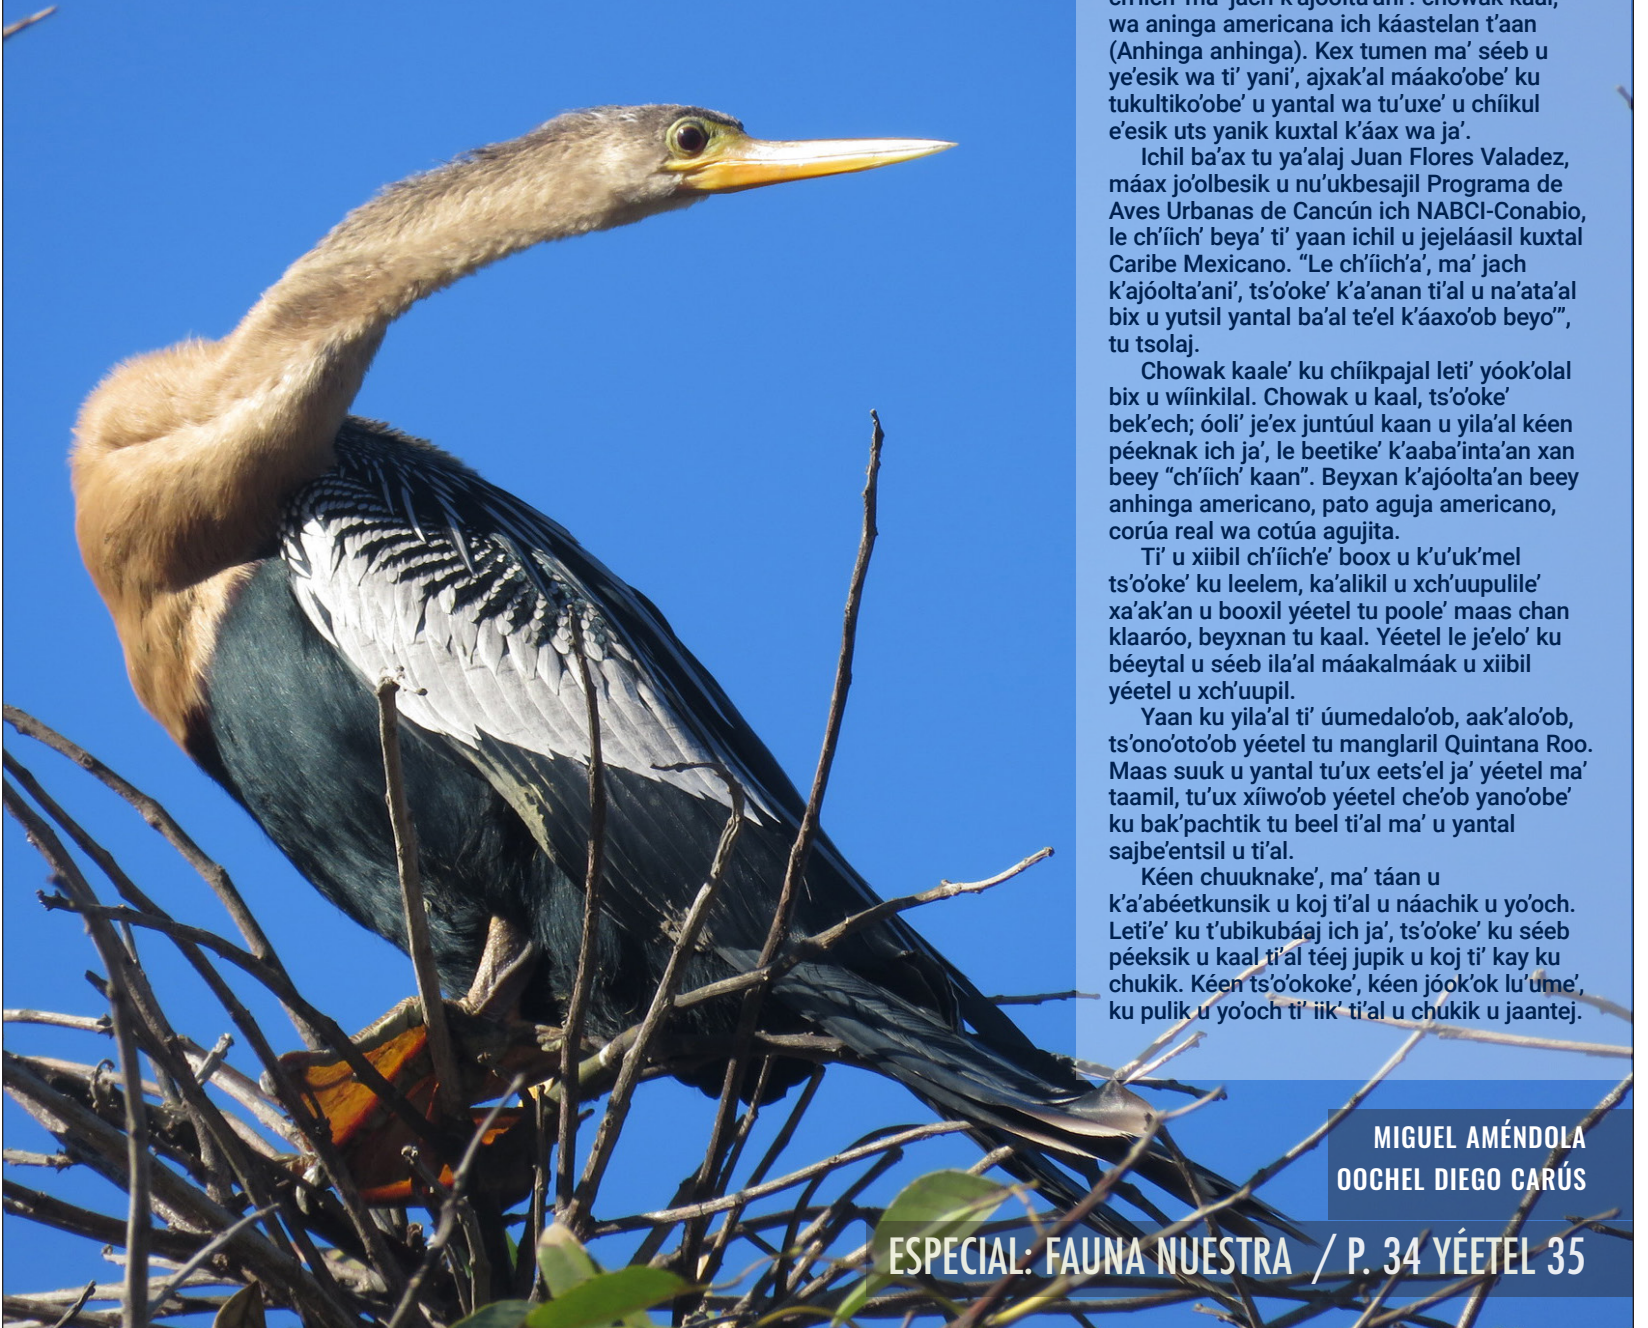 wa aninga americana ich káastelan t’aan
(Anhinga anhinga). Kex tumen ma’ séeb u
ye’esik wa ti’ yani’, ajxak’al máako’obe’ ku
tukultiko’obe’ u yantal wa tu’uxe’ u chíikul
e’esik uts yanik kuxtal k’áax wa ja’.
Ichil ba’ax tu ya’alaj Juan Flores Valadez,
máax jo’olbesik u nu’ukbesajil Programa de
Aves Urbanas de Cancún ich NABCI-Conabio,
le ch’íich’ beya’ ti’ yaan ichil u jejeláasil kuxtal
Caribe Mexicano. “Le ch’íich’a’, ma’ jach
k’ajóolta’ani’, ts’o’oke’ k’a’anan ti’al u na’ata’al
bix u yutsil yantal ba’al te’el k’áaxo’ob beyo’”,
tu tsolaj.
Chowak kaale’ ku chíikpajal leti’ yóok’olal
bix u wíinkilal. Chowak u kaal, ts’o’oke’
bek’ech; óoli’ je’ex juntúul kaan u yila’al kéen
péeknak ich ja’, le beetike’ k’aaba’inta’an xan
beey “ch’íich’ kaan”. Beyxan k’ajóolta’an beey
anhinga americano, pato aguja americano,
corúa real wa cotúa agujita.
Ti’ u xiibil ch’íich’e’ boox u k’u’uk’mel
ts’o’oke’ ku leelem, ka’alikil u xch’uupulile’
xa’ak’an u booxil yéetel tu poole’ maas chan
klaaróo, beyxnan tu kaal. Yéetel le je’elo’ ku
béeytal u séeb ila’al máakalmáak u xiibil
yéetel u xch’uupil.
Yaan ku yila’al ti’ úumedalo’ob, aak’alo’ob,
ts’ono’oto’ob yéetel tu manglaril Quintana Roo.
Maas suuk u yantal tu’ux eets’el ja’ yéetel ma’
taamil, tu’ux xíiwo’ob yéetel che’ob yano’obe’
ku bak’pachtik tu beel ti’al ma’ u yantal
sajbe’entsil u ti’al.
Kéen chuuknake’, ma’ táan u
k’a’abéetkunsik u koj ti’al u náachik u yo’och.
Leti’e’ ku t’ubikubáaj ich ja’, ts’o’oke’ ku séeb
péeksik u kaal ti’al téej jupik u koj ti’ kay ku
chukik. Kéen ts’o’okoke’, kéen jóok’ok lu’ume’,
ku pulik u yo’och ti’ iik’ ti’al u chukik u jaantej.
MIGUEL AMÉNDOLA
OOCHEL DIEGO CARÚS
ESPECIAL: FAUNA NUESTRA / P. 34 YÉETEL 35